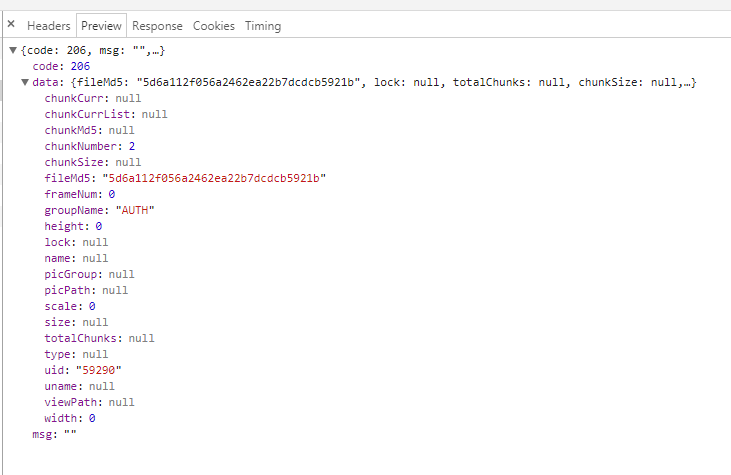 × Headers Preview Response Cookies Timing
▼{code: 206, msg: "",…}
code: 206
▼data: {fileMd5: "5d6a112f056a2462ea22b7dcdcb5921b", lock: null, totalChunks: null, chunkSize: null,…}
chunkCurr: null
chunkCurrList: null
chunkMd5: null
chunkNumber: 2
chunkSize: null
fileMd5: "5d6a112f056a2462ea22b7dcdcb5921b"
frameNum: 0
groupName: "AUTH"
height: 0
lock: null
name: null
picGroup: null
picPath: null
scale: 0
size: null
totalChunks: null
type: null
uid: "59290"
uname: null
viewPath: null
width: 0
msg: ""